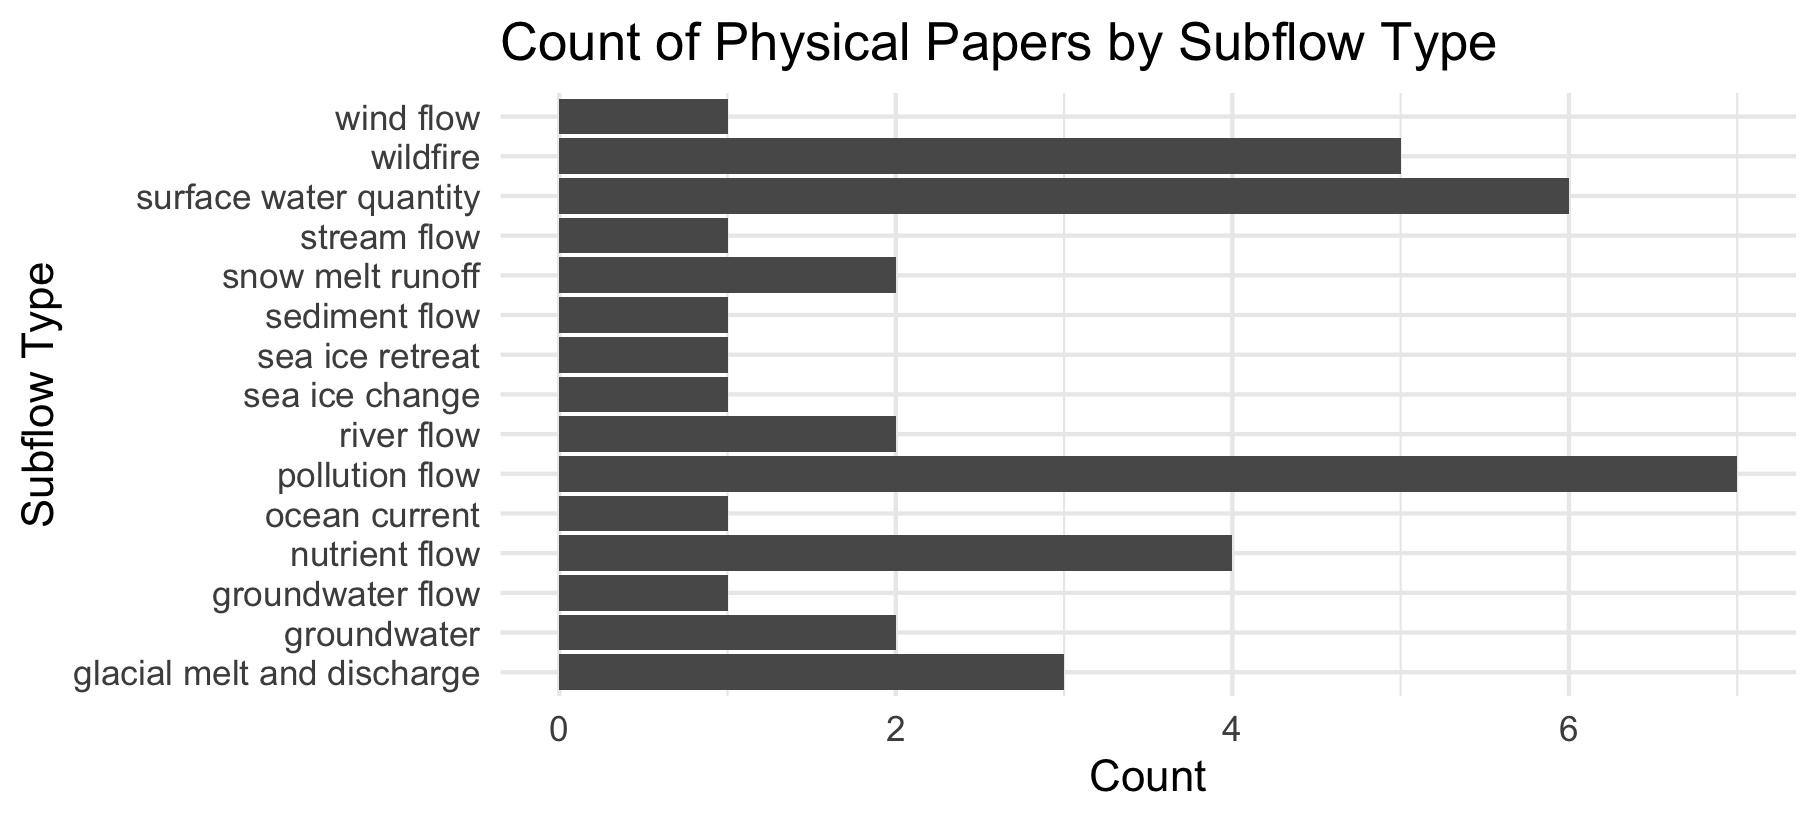 Count of Physical Papers by Subflow Type
Subflow Type
wind flow
wildfire
surface water quantity
stream flow
snow melt runoff
sediment flow
sea ice retreat
sea ice change
river flow
pollution flow
ocean current
nutrient flow
groundwater flow
groundwater
glacial melt and discharge
0 2 4 6
Count